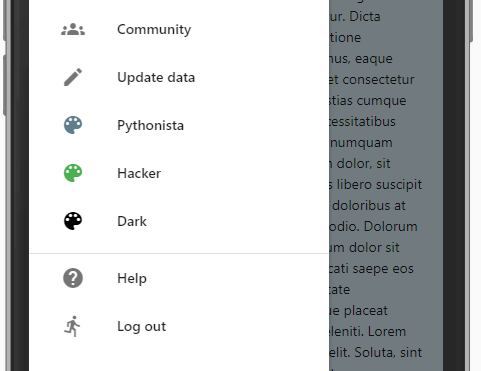 Community
Update data
Pythonista
Hacker
Dark
Help
Log out
ur. Dicta
tione
nus, eaque
et consectetur
stias cumque
cessitatibus
numquam
dolor, sit
s libero suscipit
doloribus at
odio. Dolorum
um dolor sit
cati saepe eos
tate
ue placeat
eleniti. Lorem
elit. Soluta, sint